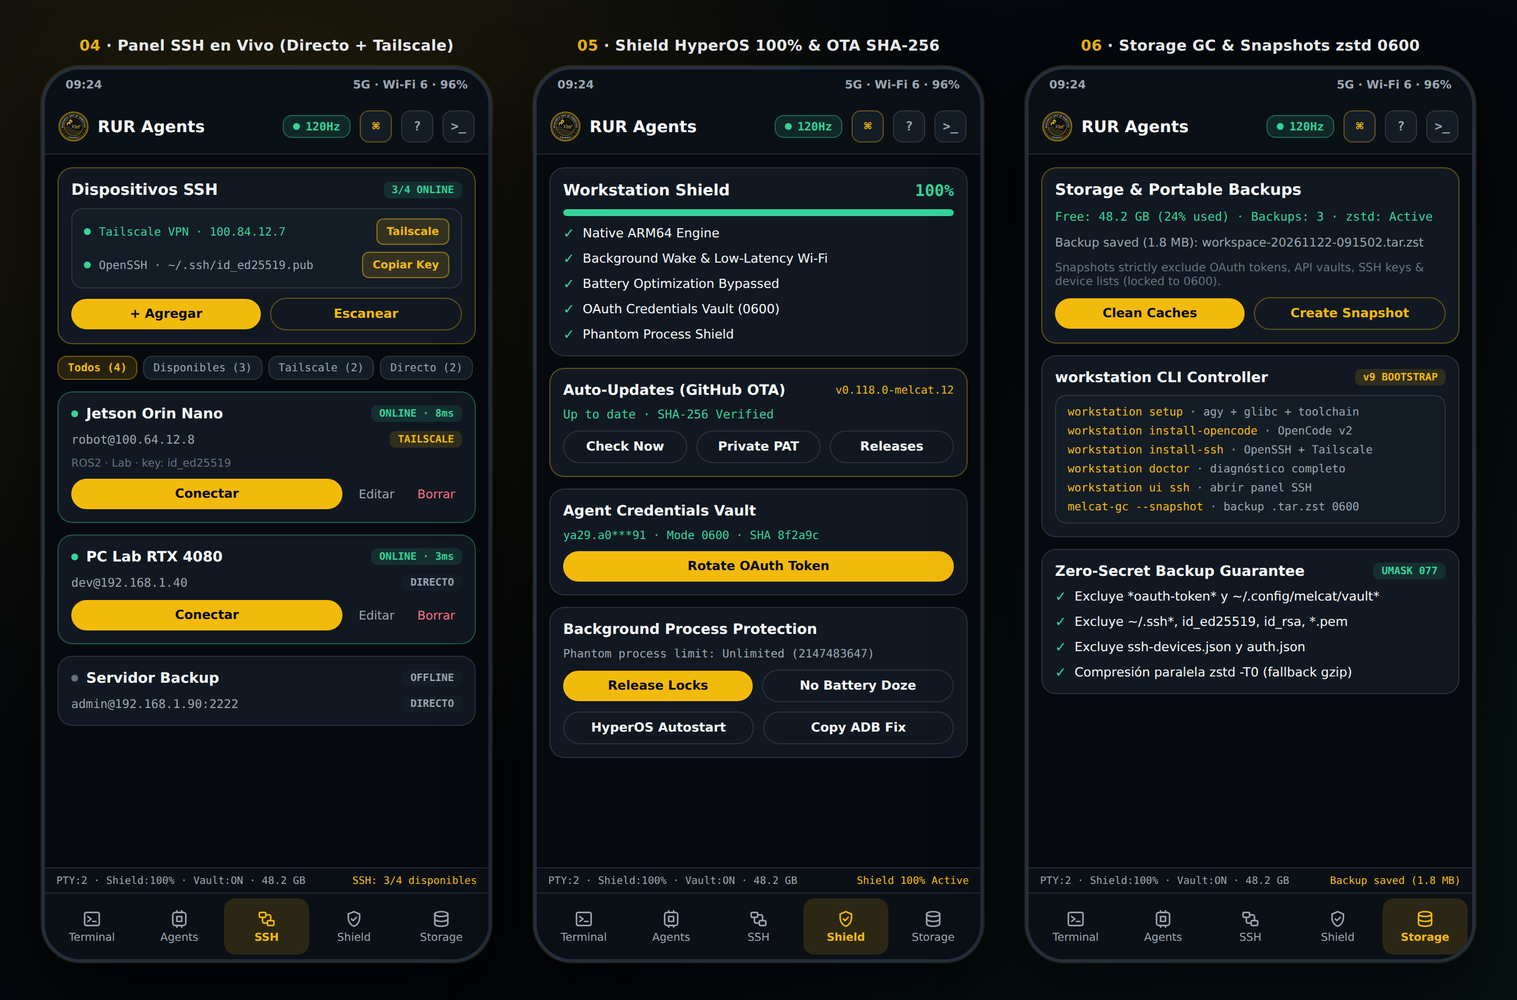 04 · Panel SSH en Vivo (Directo + Tailscale)
09:24
5G · Wi-Fi 6 · 96%
RUR Agents
120Hz
⌘
?
>_
Dispositivos SSH
3/4 ONLINE
Tailscale VPN · 100.84.12.7
Tailscale
OpenSSH · ~/.ssh/id_ed25519.pub
Copiar Key
+ Agregar
Escanear
Todos (4)
Disponibles (3)
Tailscale (2)
Directo (2)
Jetson Orin Nano
ONLINE · 8ms
robot@100.64.12.8
TAILSCALE
ROS2 · Lab · key: id_ed25519
Conectar
Editar
Borrar
PC Lab RTX 4080
ONLINE · 3ms
dev@192.168.1.40
DIRECTO
Conectar
Editar
Borrar
Servidor Backup
OFFLINE
admin@192.168.1.90:2222
DIRECTO
PTY:2 · Shield:100% · Vault:ON · 48.2 GB
SSH: 3/4 disponibles
Terminal
Agents
SSH
Shield
Storage
05 · Shield HyperOS 100% & OTA SHA-256
09:24
5G · Wi-Fi 6 · 96%
RUR Agents
120Hz
⌘
?
>_
Workstation Shield
100%
✓ Native ARM64 Engine
✓ Background Wake & Low-Latency Wi-Fi
✓ Battery Optimization Bypassed
✓ OAuth Credentials Vault (0600)
✓ Phantom Process Shield
Auto-Updates (GitHub OTA)
v0.118.0-melcat.12
Up to date · SHA-256 Verified
Check Now
Private PAT
Releases
Agent Credentials Vault
ya29.a0***91 · Mode 0600 · SHA 8f2a9c
Rotate OAuth Token
Background Process Protection
Phantom process limit: Unlimited (2147483647)
Release Locks
No Battery Doze
HyperOS Autostart
Copy ADB Fix
PTY:2 · Shield:100% · Vault:ON · 48.2 GB
Shield 100% Active
Terminal
Agents
SSH
Shield
Storage
06 · Storage GC & Snapshots zstd 0600
09:24
5G · Wi-Fi 6 · 96%
RUR Agents
120Hz
⌘
?
>_
Storage & Portable Backups
Free: 48.2 GB (24% used) · Backups: 3 · zstd: Active
Backup saved (1.8 MB): workspace-20261122-091502.tar.zst
Snapshots strictly exclude OAuth tokens, API vaults, SSH keys &
device lists (locked to 0600).
Clean Caches
Create Snapshot
workstation CLI Controller
v9 BOOTSTRAP
workstation setup · agy + glibc + toolchain
workstation install-opencode · OpenCode v2
workstation install-ssh · OpenSSH + Tailscale
workstation doctor · diagnóstico completo
workstation ui ssh · abrir panel SSH
melcat-gc --snapshot · backup .tar.zst 0600
Zero-Secret Backup Guarantee
UMASK 077
✓ Excluye *oauth-token* y ~/.config/melcat/vault*
✓ Excluye ~/.ssh*, id_ed25519, id_rsa, *.pem
✓ Excluye ssh-devices.json y auth.json
✓ Compresión paralela zstd -T0 (fallback gzip)
PTY:2 · Shield:100% · Vault:ON · 48.2 GB
Backup saved (1.8 MB)
Terminal
Agents
SSH
Shield
Storage